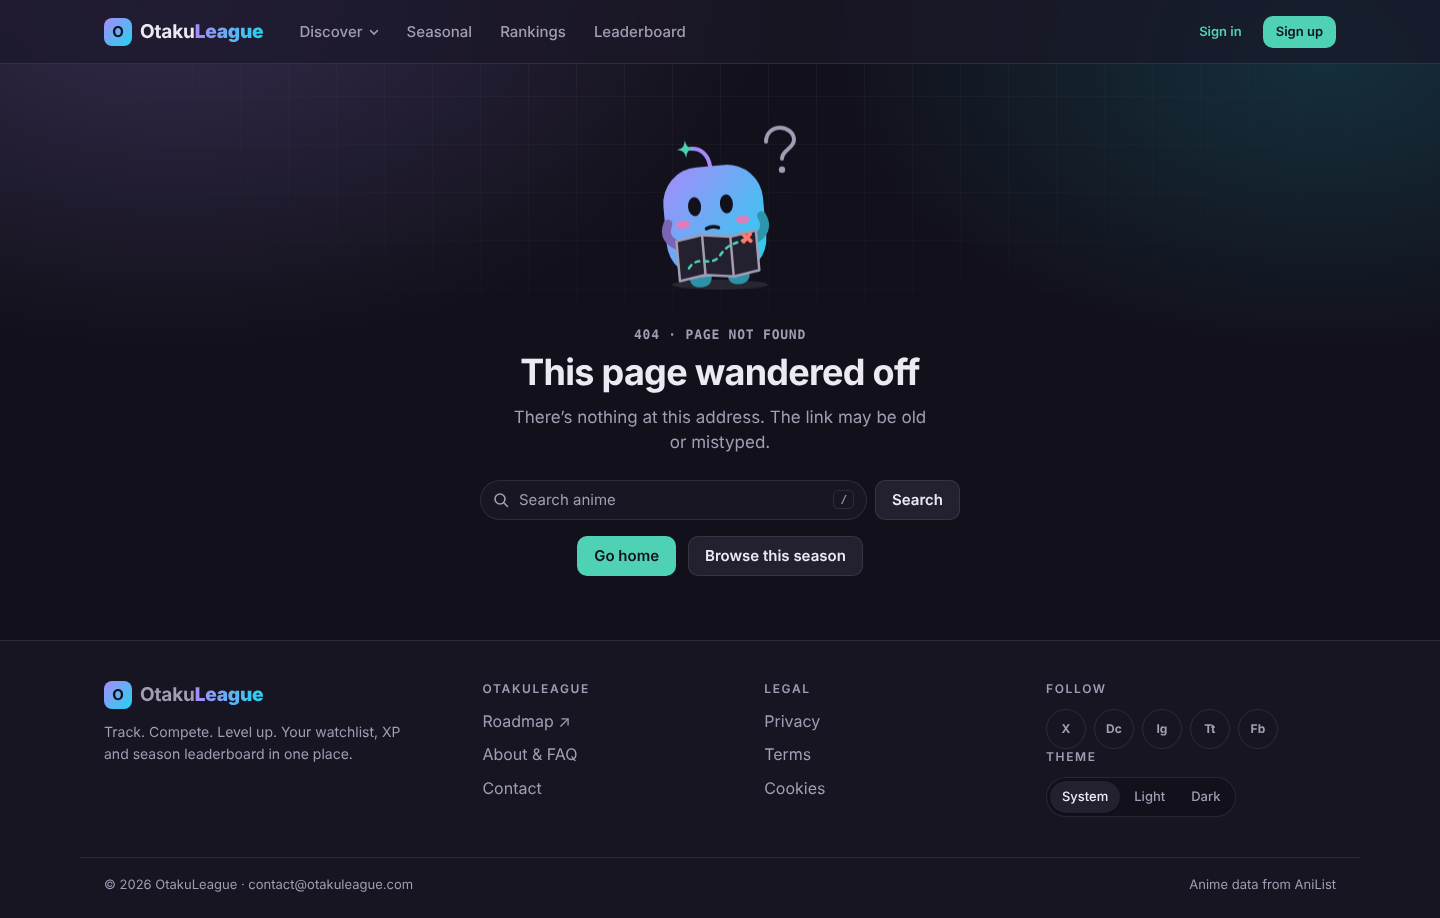 O OtakuLeague
Discover
Seasonal
Rankings
Leaderboard
Sign in
Sign up
?
404 · PAGE NOT FOUND
This page wandered off
There’s nothing at this address. The link may be old
or mistyped.
Search anime
/
Search
Go home
Browse this season
O OtakuLeague
Track. Compete. Level up. Your watchlist, XP
and season leaderboard in one place.
OTAKULEAGUE
Roadmap ↗
About & FAQ
Contact
LEGAL
Privacy
Terms
Cookies
FOLLOW
X
Dc
Ig
Tt
Fb
THEME
System
Light
Dark
© 2026 OtakuLeague · contact@otakuleague.com
Anime data from AniList